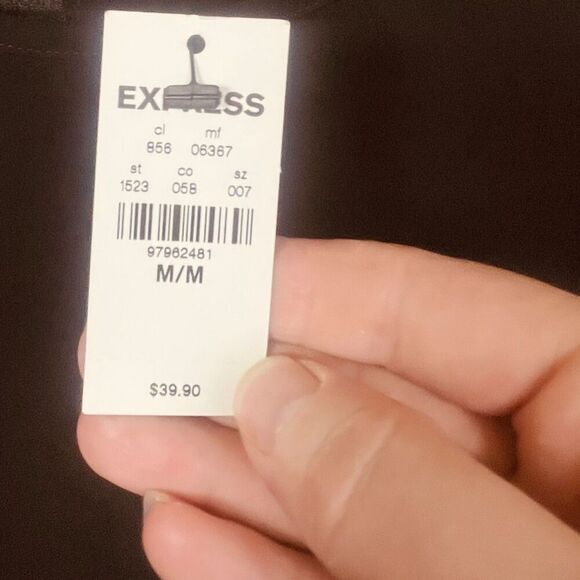 EXPRESS
cl mf
856 06367
st co sz
1523 058 007
97962481
M/M
$39.90